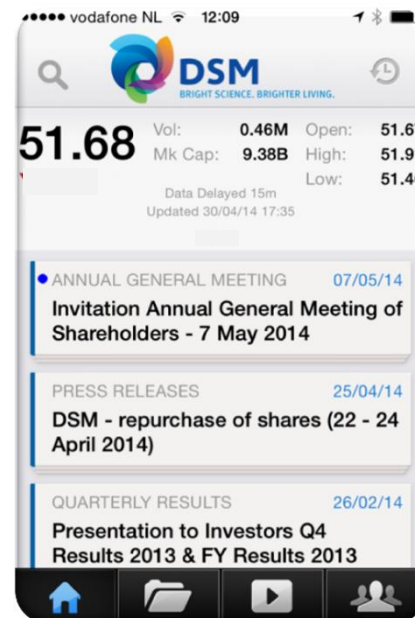 vodafone NL 12:09
DSM
BRIGHT SCIENCE. BRIGHTER LIVING.
51.68
Vol: 0.46M Open:
Mk Cap: 9.38B High:
Low:
Data Delayed 15m
Updated 30/04/14 17:35
ANNUAL GENERAL MEETING 07/05/14
Invitation Annual General Meeting of
Shareholders - 7 May 2014
PRESS RELEASES 25/04/14
DSM - repurchase of shares (22 - 24
April 2014)
QUARTERLY RESULTS 26/02/14
Presentation to Investors Q4
Results 2013 & FY Results 2013